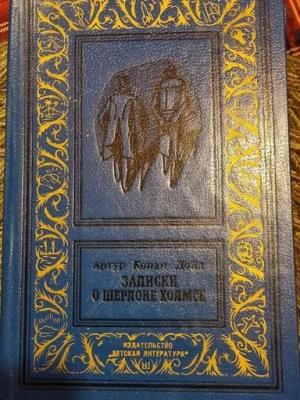 Артур Конан Дойл
ЗАПИСКИ
О ШЕРЛОКЕ ХОЛМСЕ
ИЗДАТЕЛЬСТВО
"ДЕТСКАЯ ЛИТЕРАТУРА"